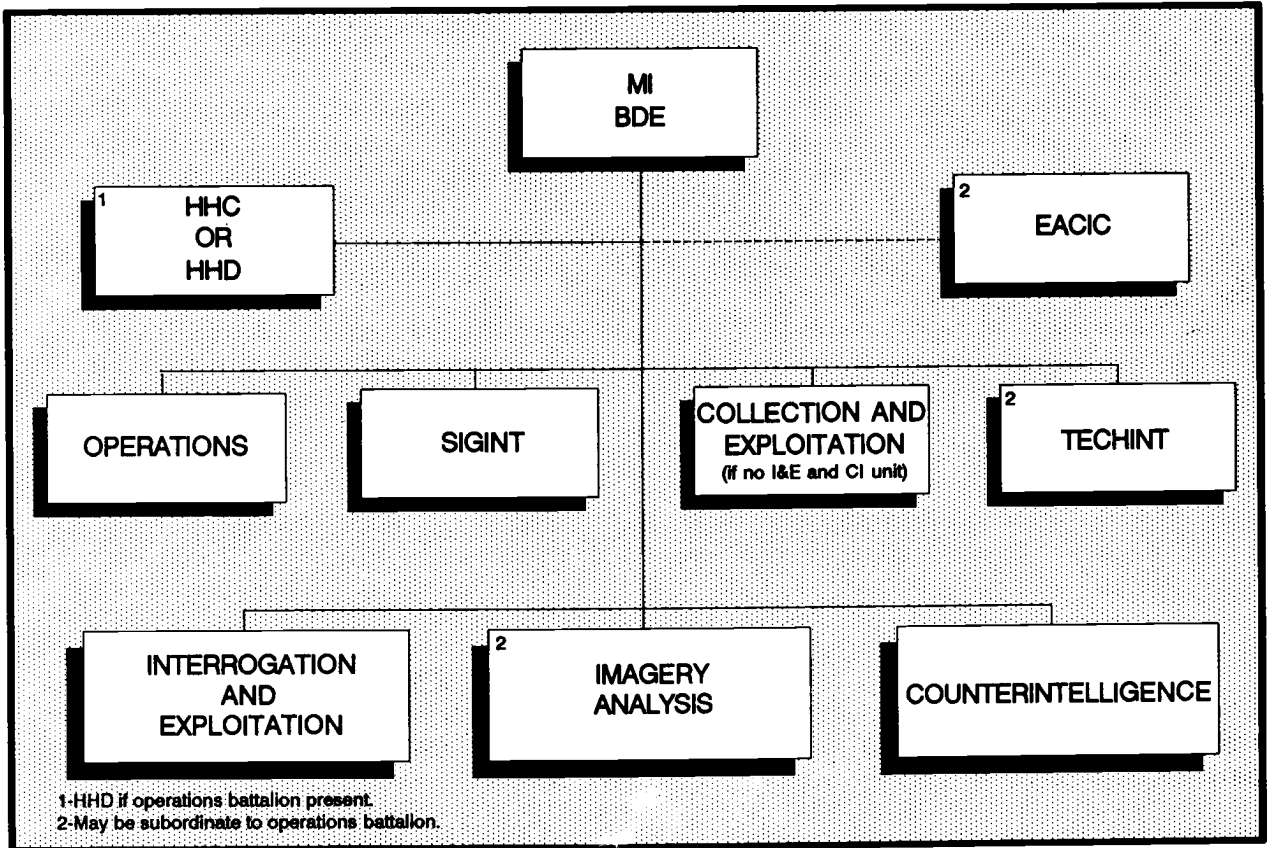 MI
BDE
1
HHC
OR
HHD
2
EACIC
OPERATIONS
SIGINT
COLLECTION AND
EXPLOITATION
(if no I&E and CI unit)
2
TECHINT
INTERROGATION
AND
EXPLOITATION
2
IMAGERY
ANALYSIS
COUNTERINTELLIGENCE
1-HHD if operations battalion present.
2-May be subordinate to operations battalion.